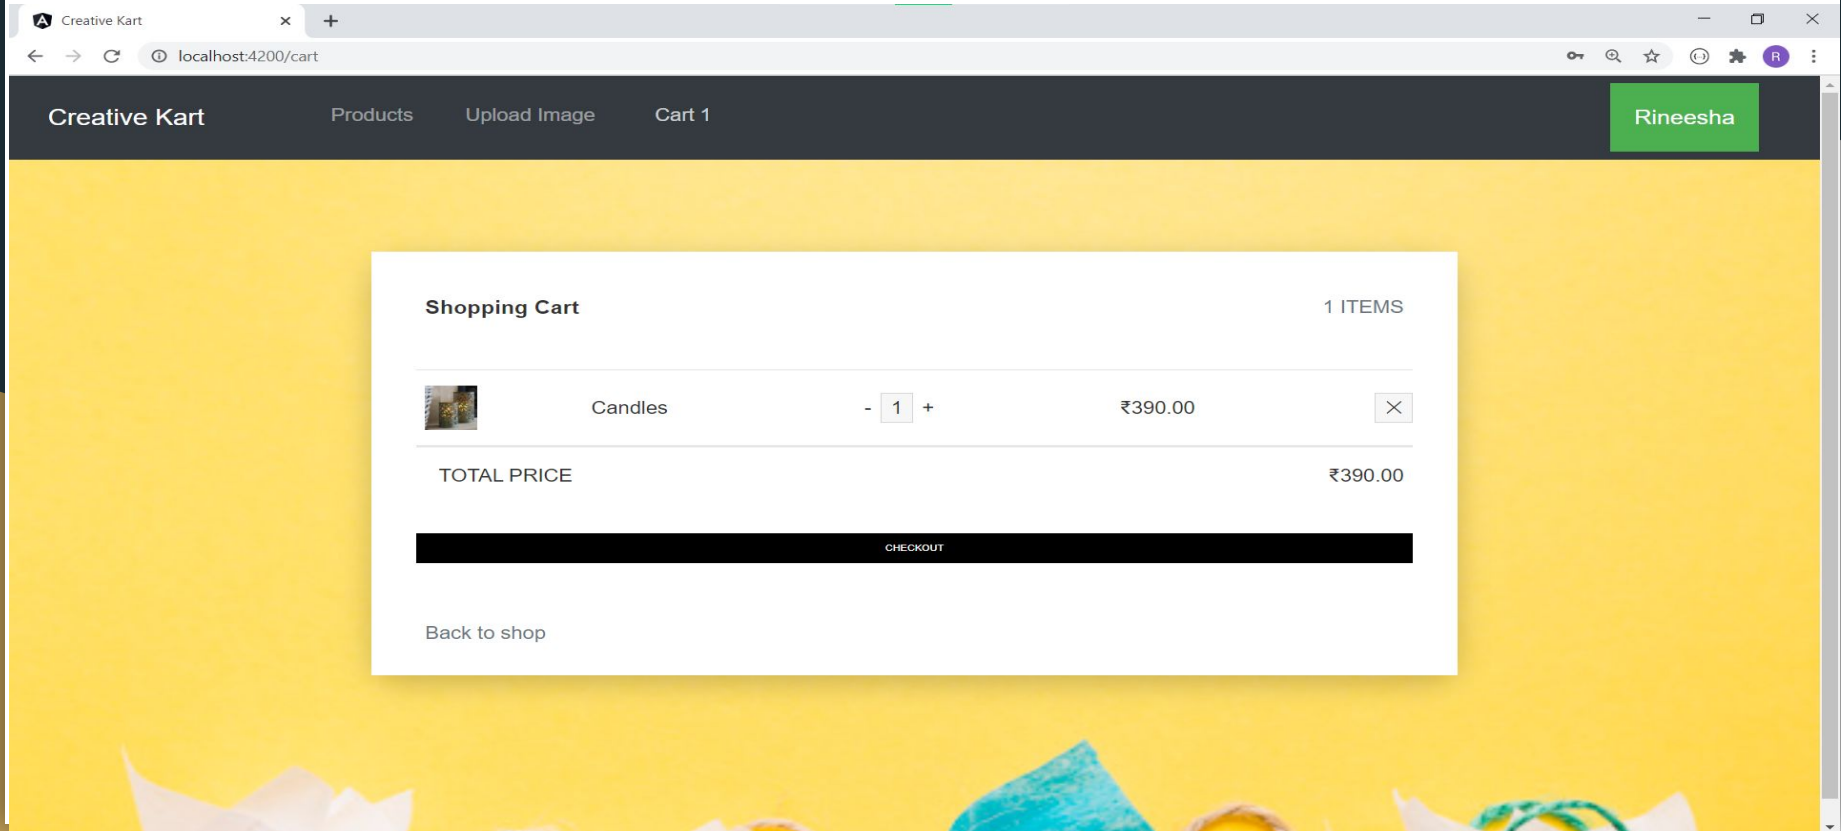 Creative Kart
localhost:4200/cart
R
Creative Kart Products Upload Image Cart 1 Rineesha
Shopping Cart 1 ITEMS
Candles - 1 + ₹390.00
TOTAL PRICE ₹390.00
CHECKOUT
Back to shop